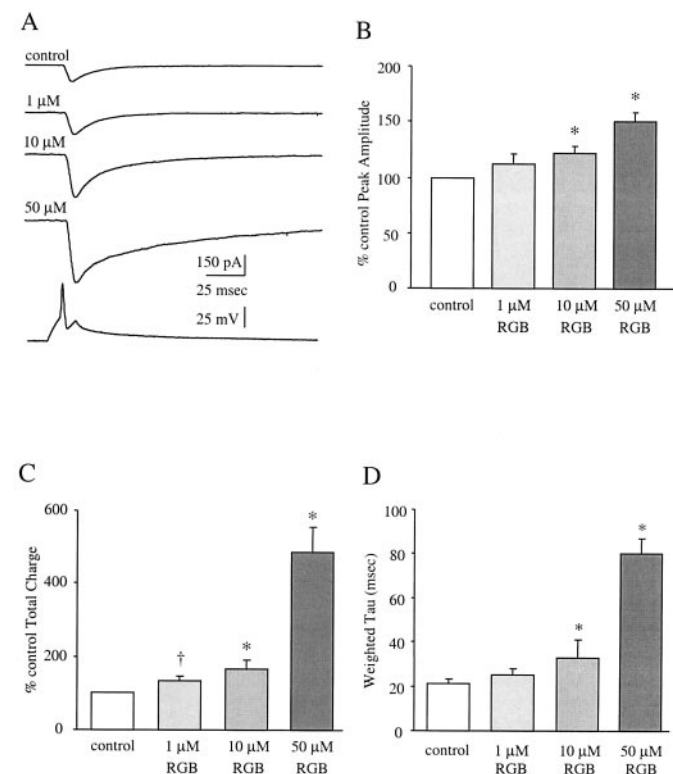 A
control
1 µM
10 µM
50 µM
150 pA
25 msec
25 mV
B
% control Peak Amplitude
200
150
100
50
0
*
*
control
1 µM RGB
10 µM RGB
50 µM RGB
C
% control Total Charge
600
400
200
0
†
*
*
control
1 µM RGB
10 µM RGB
50 µM RGB
D
Weighted Tau (msec)
100
80
60
40
20
0
*
*
control
1 µM RGB
10 µM RGB
50 µM RGB